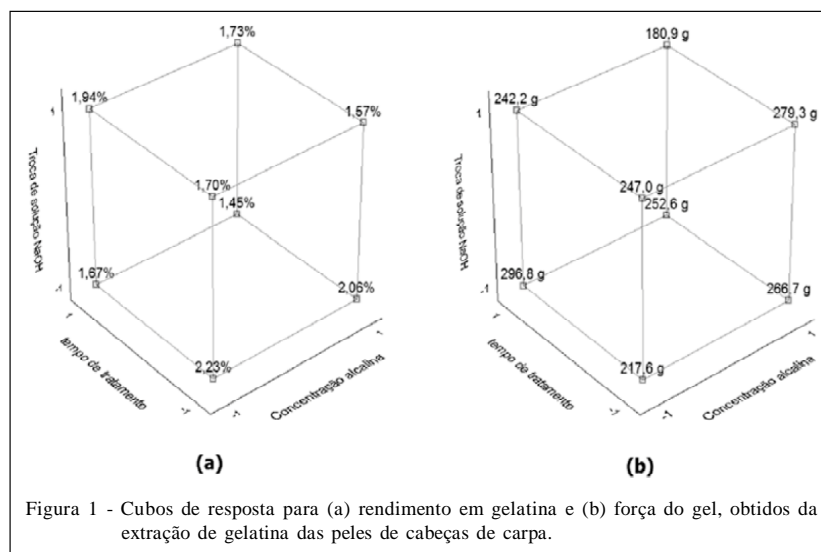 1,73%
1,94%
1,57%
1
Troca de solução NaOH
1,70%
1,45%
1,67%
2,06%
-1
1
2,23%
1
tempo de tratamento
-1
-1
Concentração alcalina
(a)
180,9 g
242,2 g
279,3 g
1
Troca de solução NaOH
247,0 g
252,6 g
296,8 g
266,7 g
-1
1
217,6 g
1
tempo de tratamento
-1
-1
Concentração alcalina
(b)
Figura 1 - Cubos de resposta para (a) rendimento em gelatina e (b) força do gel, obtidos da
extração de gelatina das peles de cabeças de carpa.